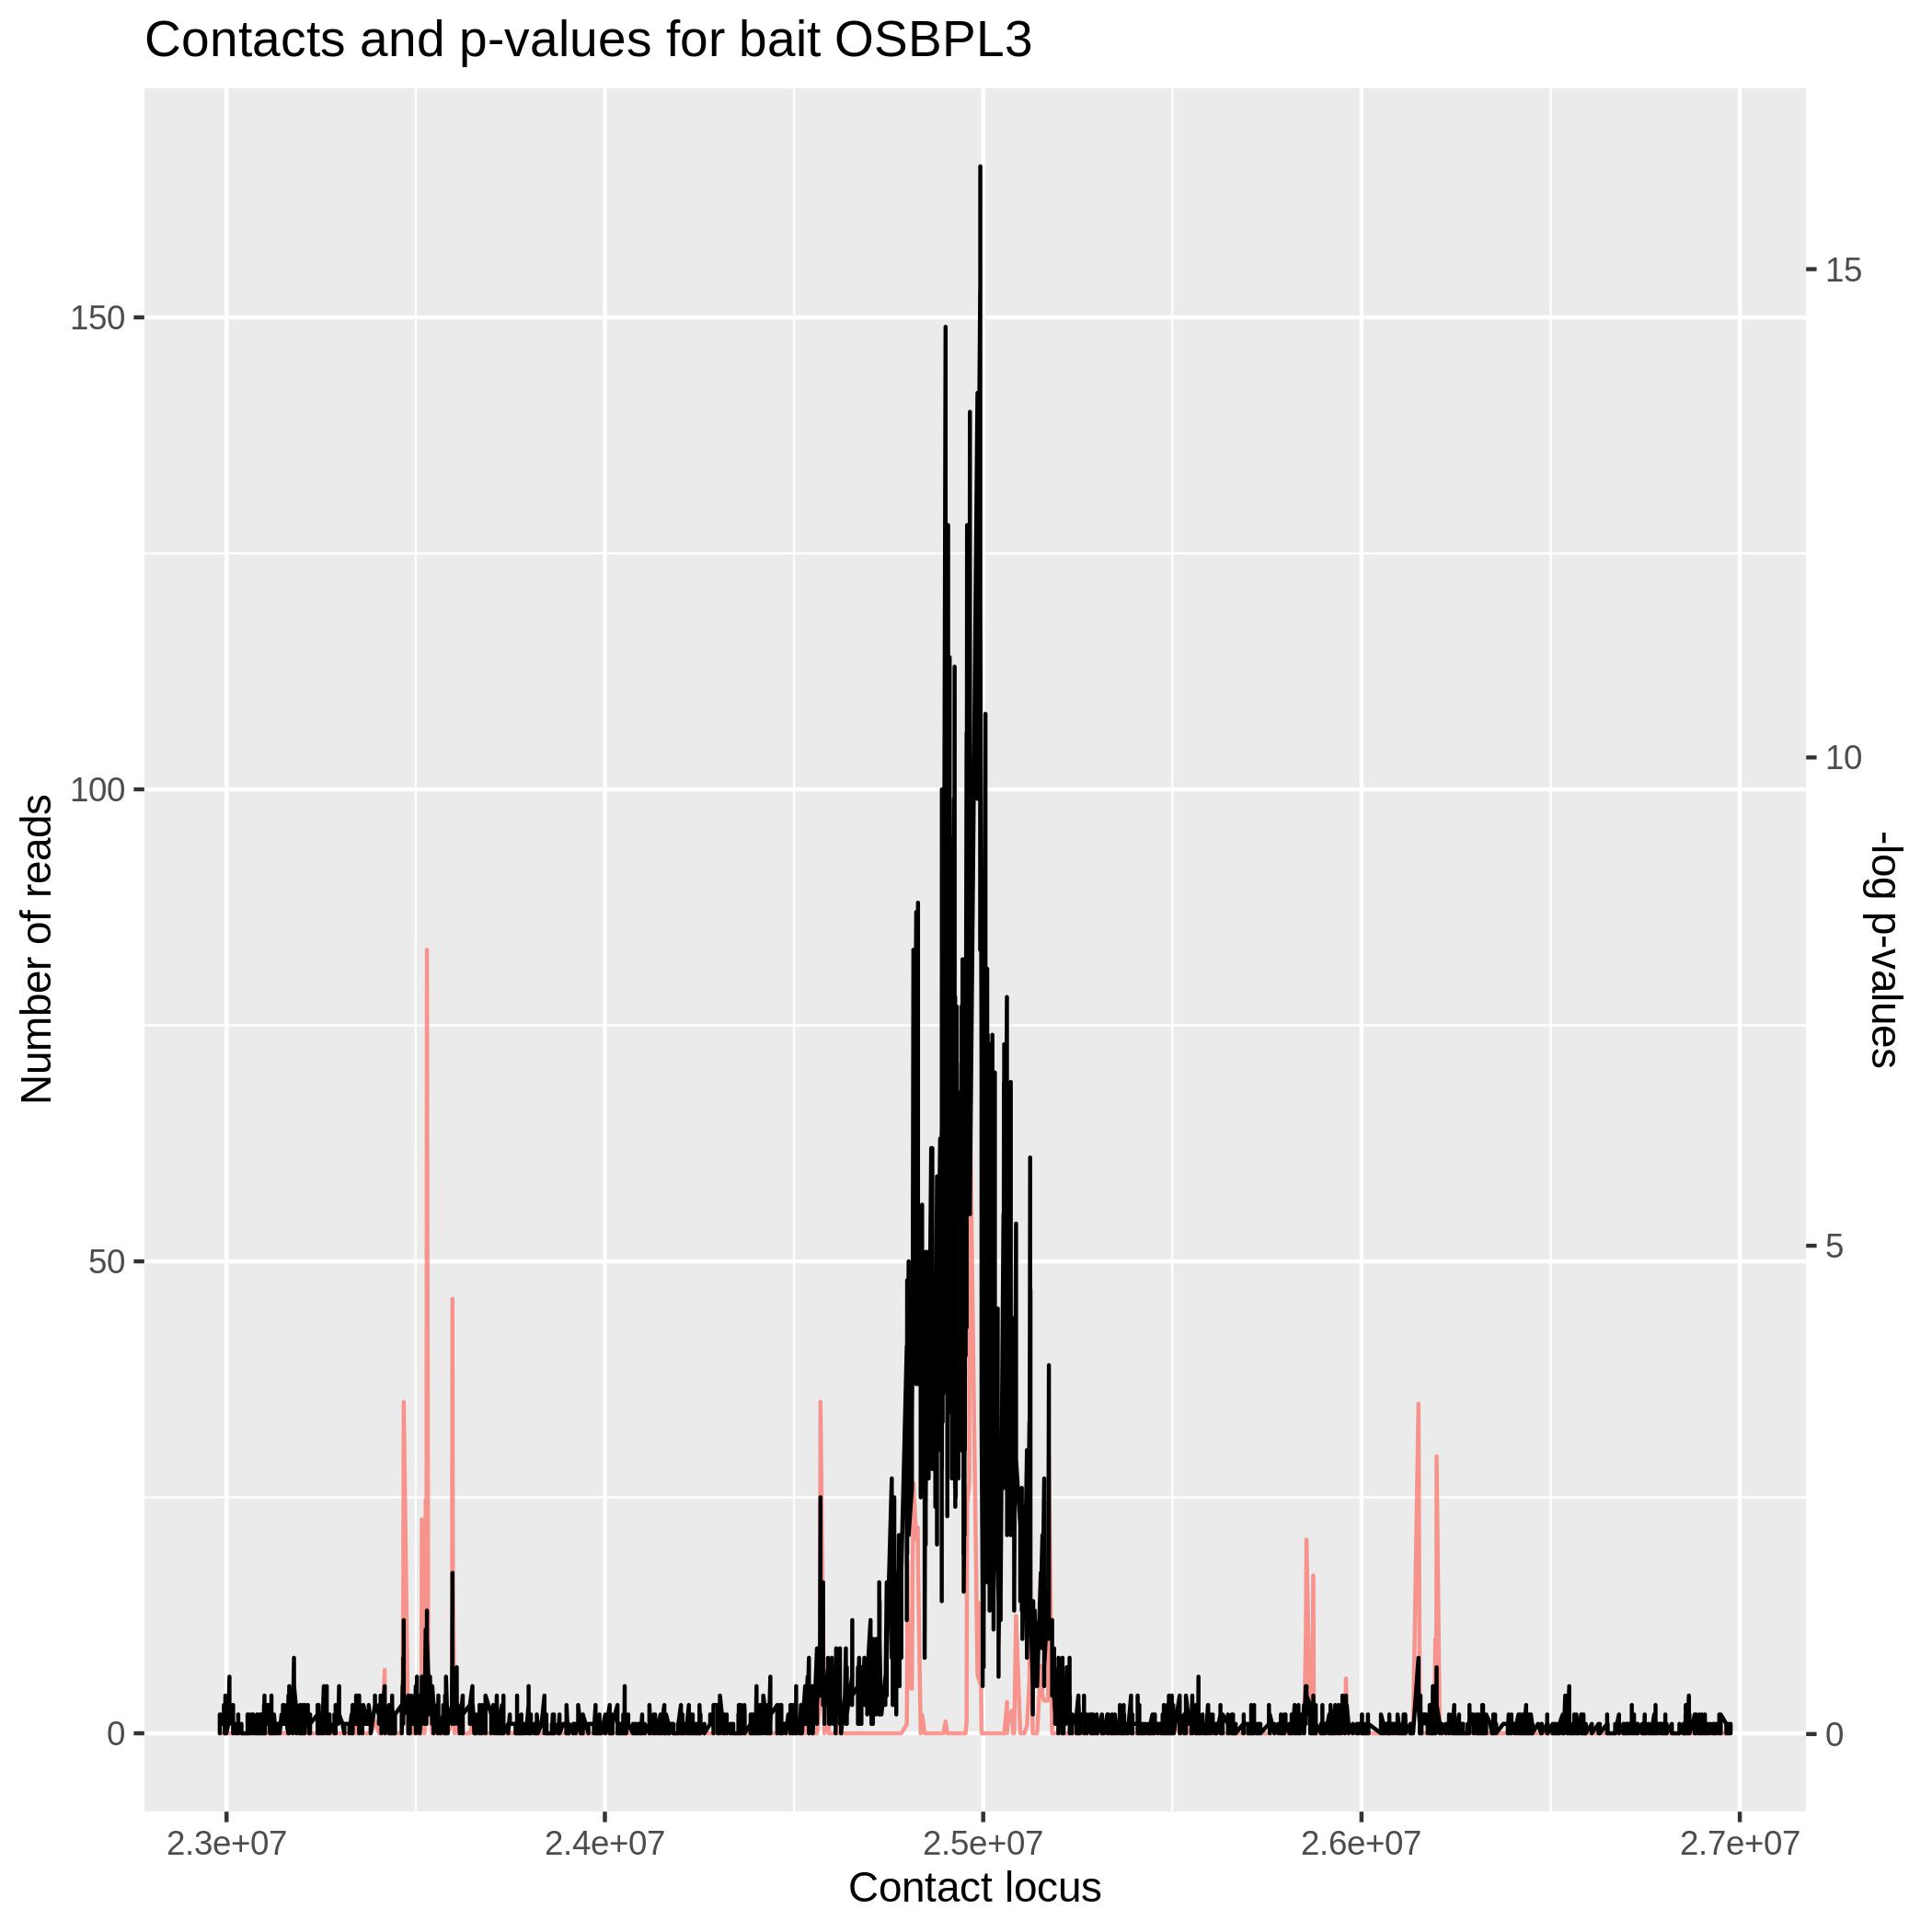 Contacts and p-values for bait OSBPL3
Number of reads
150
100
50
0
15
10
5
0
-log p-values
2.3e+07
2.4e+07
2.5e+07
2.6e+07
2.7e+07
Contact locus